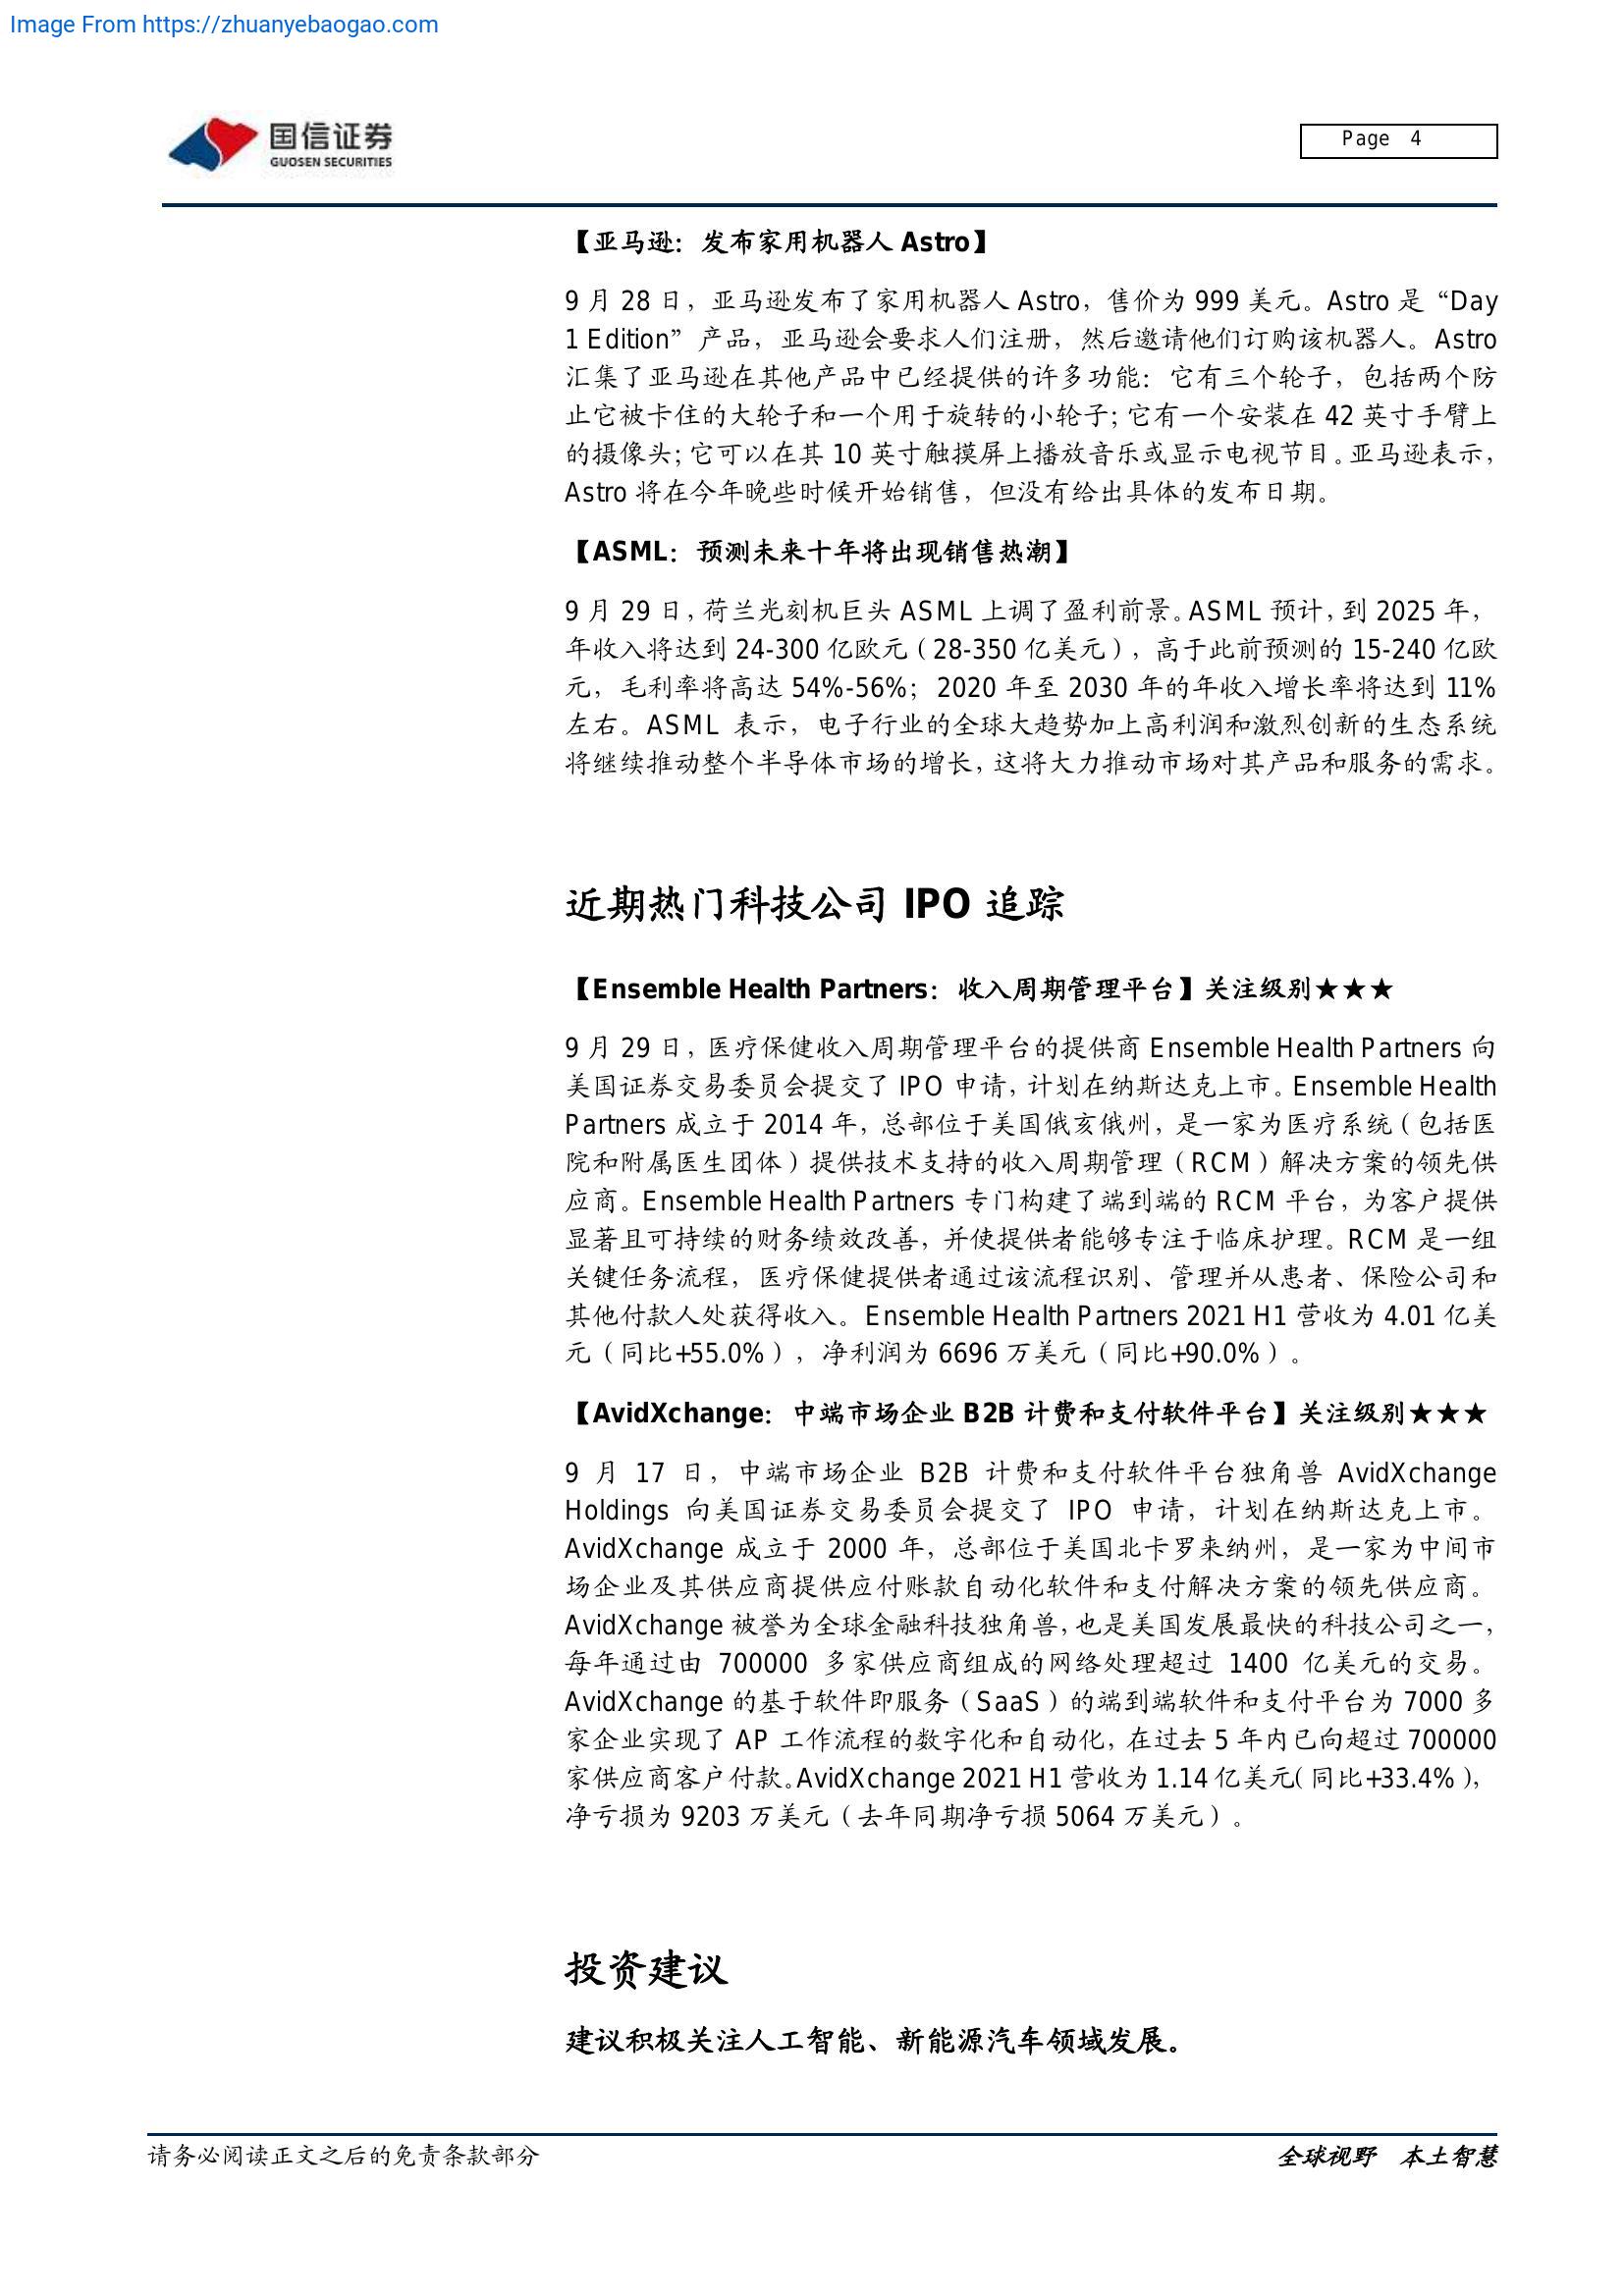 Image From https://zhuanyebaogao.com
国信证券
GUOSEN SECURITIES
Page 4
【亚马逊：发布家用机器人 Astro】
9 月 28 日，亚马逊发布了家用机器人 Astro，售价为 999 美元。Astro 是 “Day
1 Edition” 产品，亚马逊会要求人们注册，然后邀请他们订购该机器人。Astro
汇集了亚马逊在其他产品中已经提供的许多功能：它有三个轮子，包括两个防
止它被卡住的大轮子和一个用于旋转的小轮子；它有一个安装在 42 英寸手臂上
的摄像头；它可以在其 10 英寸触摸屏上播放音乐或显示电视节目。亚马逊表示，
Astro 将在今年晚些时候开始销售，但没有给出具体的发布日期。
【ASML：预测未来十年将出现销售热潮】
9 月 29 日，荷兰光刻机巨头 ASML 上调了盈利前景。ASML 预计，到 2025 年，
年收入将达到 24-300 亿欧元（28-350 亿美元），高于此前预测的 15-240 亿欧
元，毛利率将高达 54%-56%；2020 年至 2030 年的年收入增长率将达到 11%
左右。ASML 表示，电子行业的全球大趋势加上高利润和激烈创新的生态系统
将继续推动整个半导体市场的增长，这将大力推动市场对其产品和服务的需求。
近期热门科技公司 IPO 追踪
【Ensemble Health Partners：收入周期管理平台】关注级别★★★
9 月 29 日，医疗保健收入周期管理平台的提供商 Ensemble Health Partners 向
美国证券交易委员会提交了 IPO 申请，计划在纳斯达克上市。Ensemble Health
Partners 成立于 2014 年，总部位于美国俄亥俄州，是一家为医疗系统（包括医
院和附属医生团体）提供技术支持的收入周期管理（RCM）解决方案的领先供
应商。Ensemble Health Partners 专门构建了端到端的 RCM 平台，为客户提供
显著且可持续的财务绩效改善，并使提供者能够专注于临床护理。RCM 是一组
关键任务流程，医疗保健提供者通过该流程识别、管理并从患者、保险公司和
其他付款人处获得收入。Ensemble Health Partners 2021 H1 营收为 4.01 亿美
元（同比+55.0%），净利润为 6696 万美元（同比+90.0%）。
【AvidXchange：中端市场企业 B2B 计费和支付软件平台】关注级别★★★
9 月 17 日，中端市场企业 B2B 计费和支付软件平台独角兽 AvidXchange
Holdings 向美国证券交易委员会提交了 IPO 申请，计划在纳斯达克上市。
AvidXchange 成立于 2000 年，总部位于美国北卡罗来纳州，是一家为中间市
场企业及其供应商提供应付账款自动化软件和支付解决方案的领先供应商。
AvidXchange 被誉为全球金融科技独角兽，也是美国发展最快的科技公司之一，
每年通过由 700000 多家供应商组成的网络处理超过 1400 亿美元的交易。
AvidXchange 的基于软件即服务（SaaS）的端到端软件和支付平台为 7000 多
家企业实现了 AP 工作流程的数字化和自动化，在过去 5 年内已向超过 700000
家供应商客户付款。AvidXchange 2021 H1 营收为 1.14 亿美元（同比+33.4%），
净亏损为 9203 万美元（去年同期净亏损 5064 万美元）。
投资建议
建议积极关注人工智能、新能源汽车领域发展。
请务必阅读正文之后的免责条款部分
全球视野 本土智慧